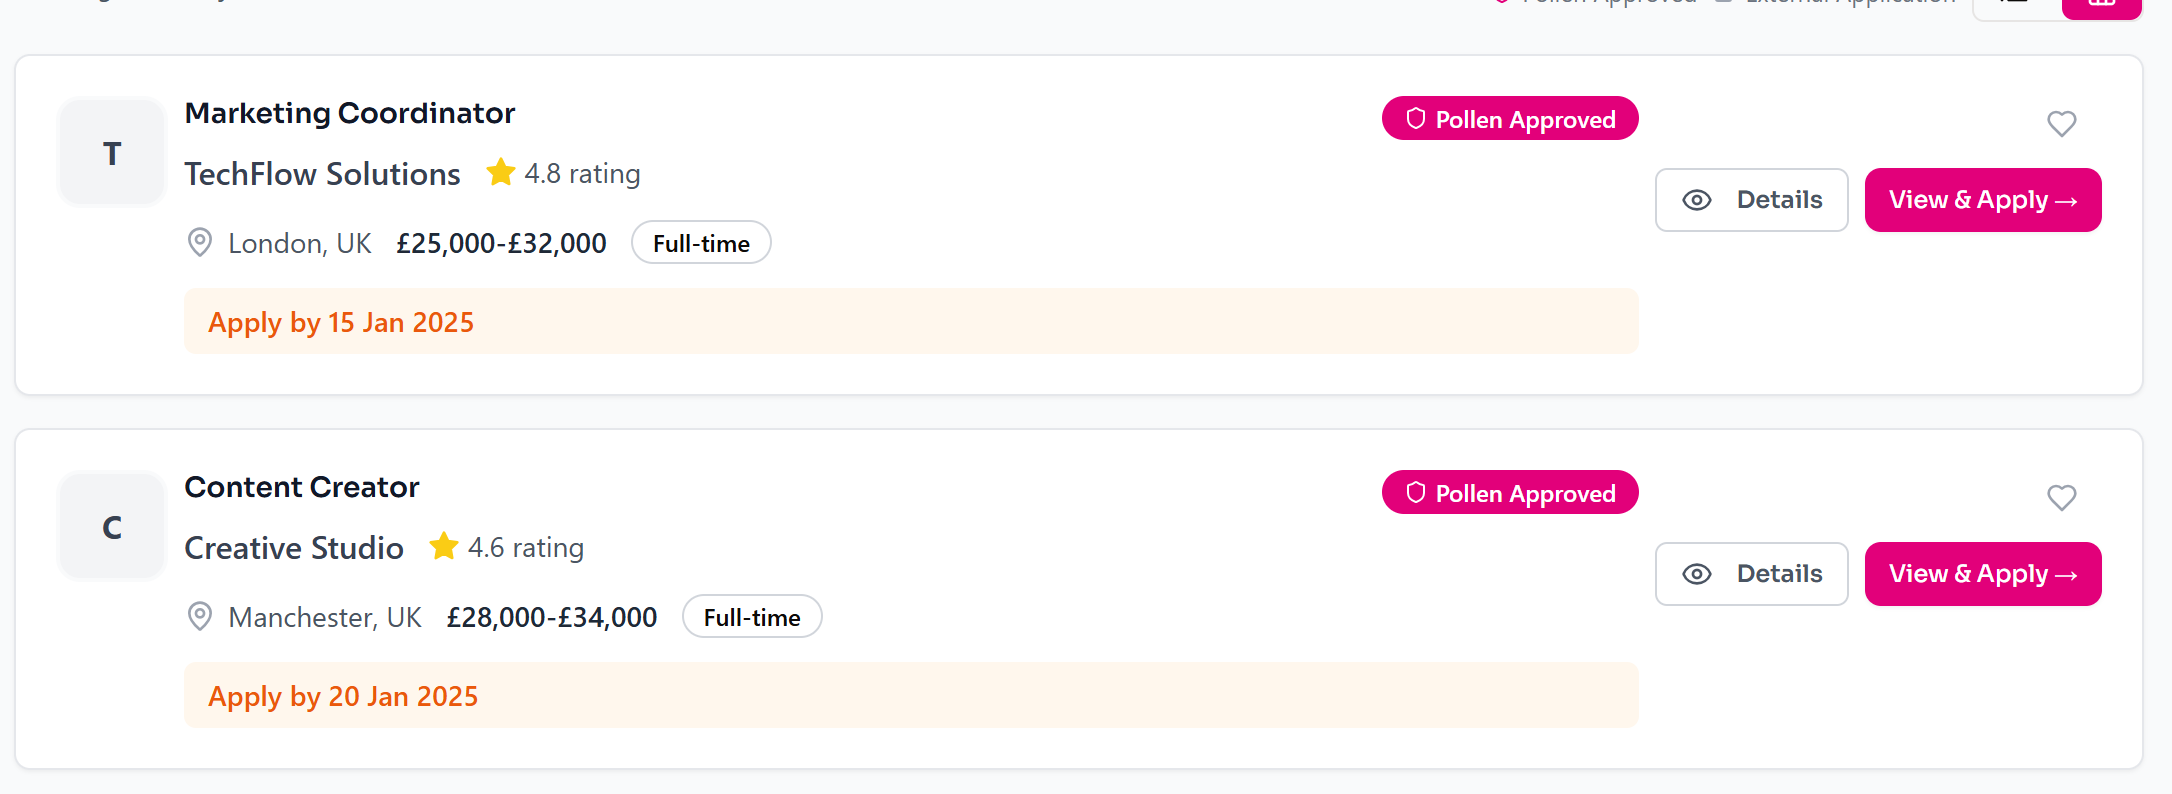 Pollen Approved External Application
T
Marketing Coordinator
Pollen Approved
TechFlow Solutions 4.8 rating
Details View & Apply →
London, UK £25,000-£32,000 Full-time
Apply by 15 Jan 2025
C
Content Creator
Pollen Approved
Creative Studio 4.6 rating
Details View & Apply →
Manchester, UK £28,000-£34,000 Full-time
Apply by 20 Jan 2025